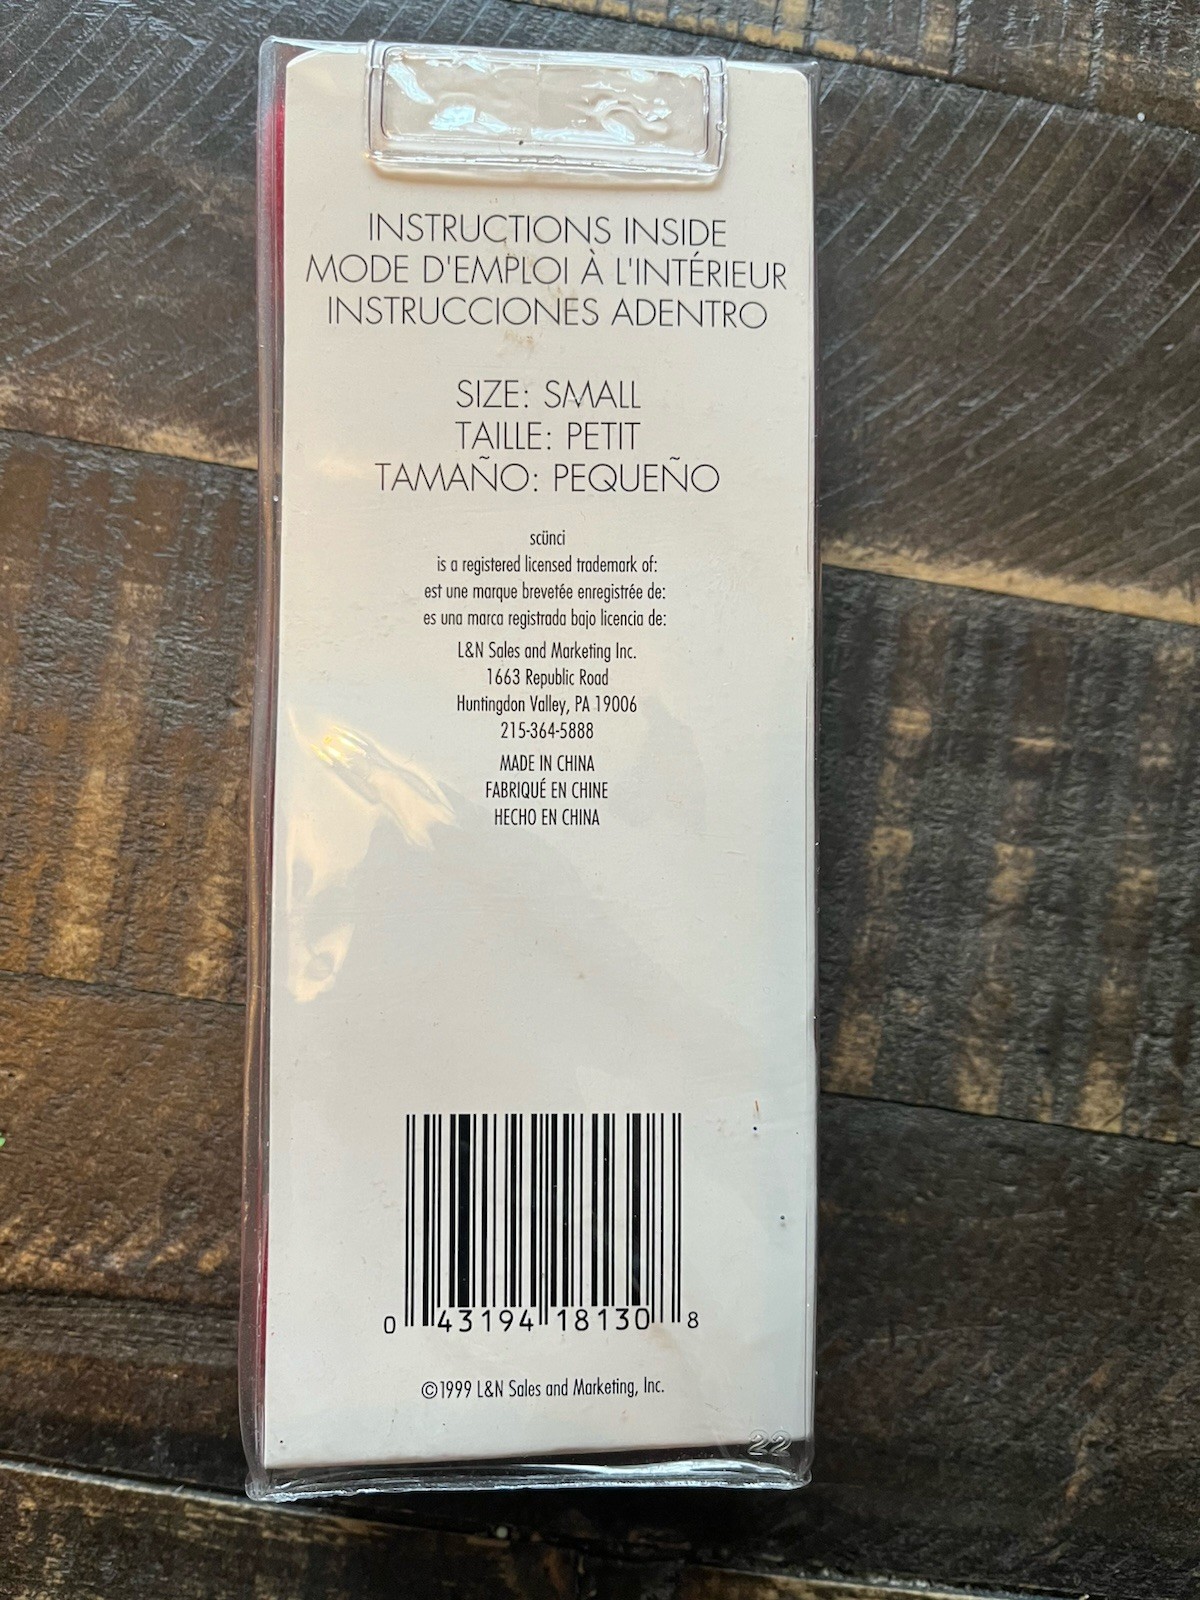 INSTRUCTIONS INSIDE
MODE D'EMPLOI À L'INTÉRIEUR
INSTRUCCIONES ADENTRO
SIZE: SMALL
TAILLE: PETIT
TAMAÑO: PEQUEÑO
scünci
is a registered licensed trademark of:
est une marque brevetée enregistrée de:
es una marca registrada bajo licencia de:
L&N Sales and Marketing Inc.
1663 Republic Road
Huntingdon Valley, PA 19006
215-364-5888
MADE IN CHINA
FABRIQUÉ EN CHINE
HECHO EN CHINA
0 43194 18130 8
©1999 L&N Sales and Marketing, Inc.
22